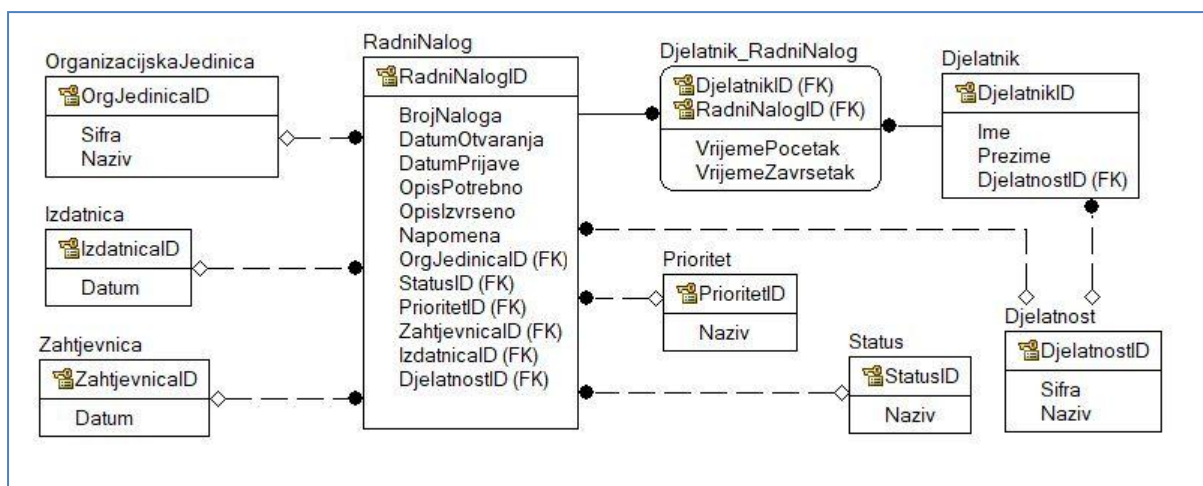 OrganizacijskaJedinica
OrgJedinicaID
Sifra
Naziv
Izdatnica
IzdatnicaID
Datum
Zahtjevnica
ZahtjevnicaID
Datum
RadniNalog
RadniNalogID
BrojNaloga
DatumOtvaranja
DatumPrijave
OpisPotrebno
OpisIzvrseno
Napomena
OrgJedinicaID (FK)
StatusID (FK)
PrioritetID (FK)
ZahtjevnicaID (FK)
IzdatnicaID (FK)
DjelatnostID (FK)
Djelatnik_RadniNalog
DjelatnikID (FK)
RadniNalogID (FK)
VrijemePocetak
VrijemeZavrsetak
Djelatnik
DjelatnikID
Ime
Prezime
DjelatnostID (FK)
Prioritet
PrioritetID
Naziv
Status
StatusID
Naziv
Djelatnost
DjelatnostID
Sifra
Naziv